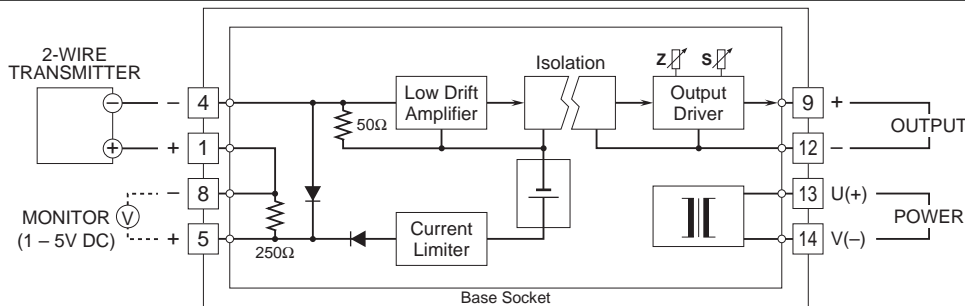 2-WIRE
TRANSMITTER
− − 4
+ + 1
− 8
MONITOR V
(1 – 5V DC) + 5
250Ω
50Ω
Low Drift
Amplifier
Current
Limiter
Isolation
Z S
Output
Driver
9 +
OUTPUT
12 −
13 U(+)
POWER
14 V(−)
Base Socket